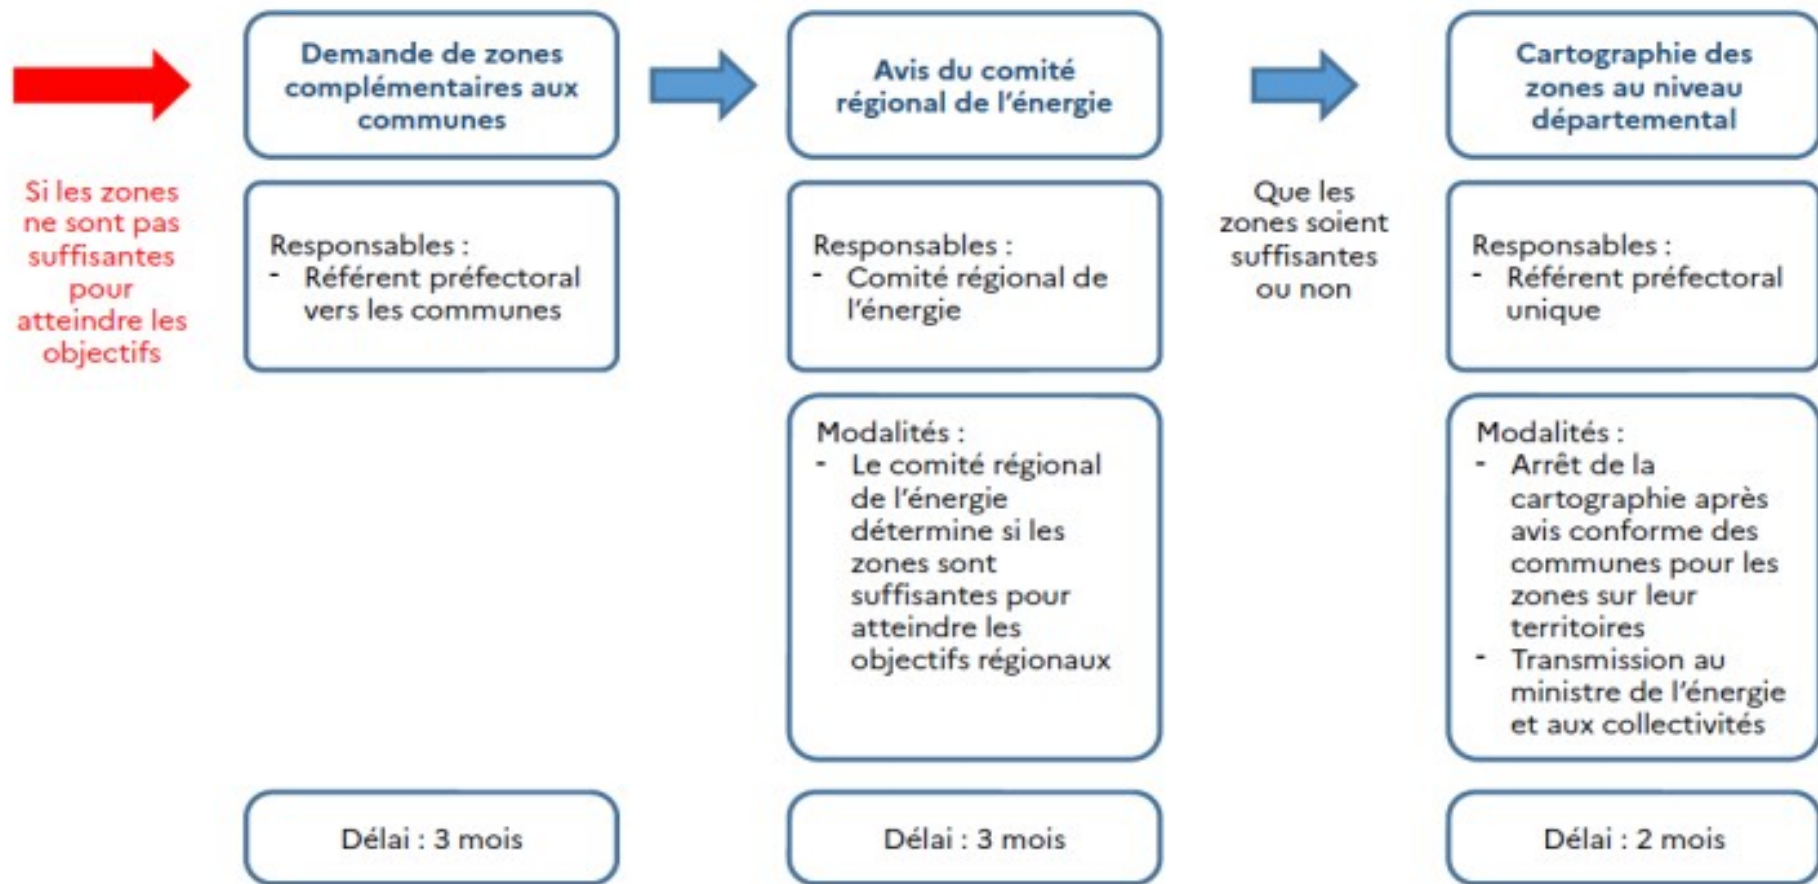 Si les zones
ne sont pas
suffisantes
pour
atteindre les
objectifs
Demande de zones
complémentaires aux
communes
Responsables :
- Référent préfectoral
vers les communes
Délai : 3 mois
Avis du comité
régional de l'énergie
Responsables :
- Comité régional de
l'énergie
Modalités :
- Le comité régional
de l'énergie
détermine si les
zones sont
suffisantes pour
atteindre les
objectifs régionaux
Délai : 3 mois
Que les
zones soient
suffisantes
ou non
Cartographie des
zones au niveau
départemental
Responsables :
- Référent préfectoral
unique
Modalités :
- Arrêt de la
cartographie après
avis conforme des
communes pour les
zones sur leur
territoires
- Transmission au
ministre de l'énergie
et aux collectivités
Délai : 2 mois